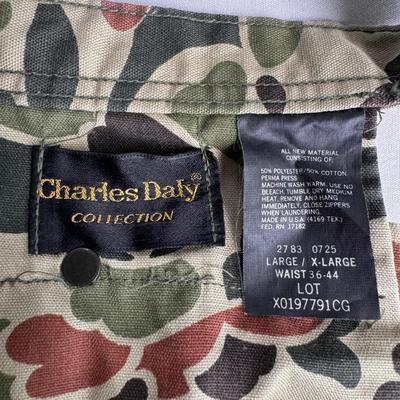 Charles Daly®
COLLECTION
ALL NEW MATERIAL
CONSISTING OF:
50% POLYESTER/50% COTTON.
PERMA PRESS
MACHINE WASH WARM. USE NO
BLEACH, TUMBLE DRY MEDIUM
HEAT, REMOVE AND HANG
IMMEDIATELY, CLOSE ZIPPERS
WHEN LAUNDERING.
MADE IN U.S.A. (4169 TEX.)
FED. RN. 17182
2783 0725
LARGE / X-LARGE
WAIST 36-44
LOT
X0197791CG